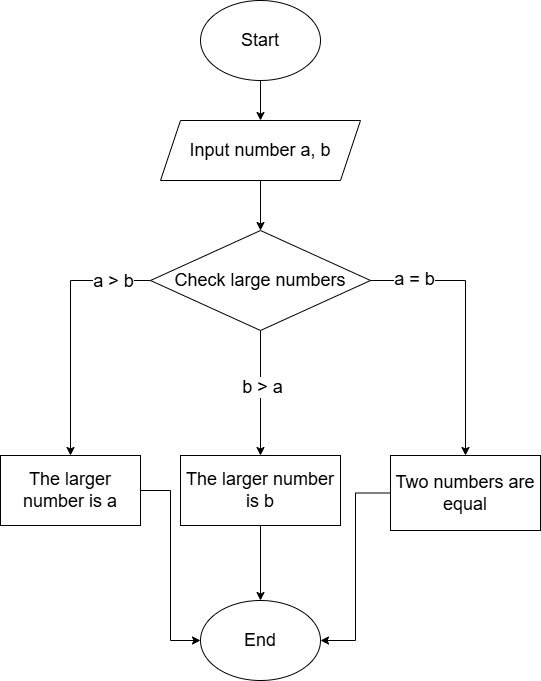 Start
Input number a, b
Check large numbers
a > b
a = b
b > a
The larger
number is a
The larger number
is b
Two numbers are
equal
End